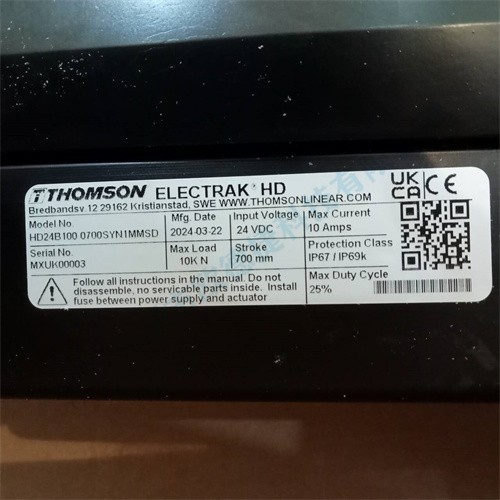 THOMSON ELECTRAK® HD
Bredbandsv.12 29162 Kristianstad, SWE WWW.THOMSONLINEAR.COM
Model No.
HD24B100 0700SYN1MMSD
Mfg. Date
2024-03-22
Input Voltage
24 VDC
Max Current
10 Amps
Serial No.
MXUK00003
Max Load
10K N
Stroke
700 mm
Protection Class
IP67 / IP69k
Follow all instructions in manual. Do not
disassemble, no servicable parts inside. Install
fuse between power supply and actuator
Max Duty Cycle
25%
UK
CA
CE